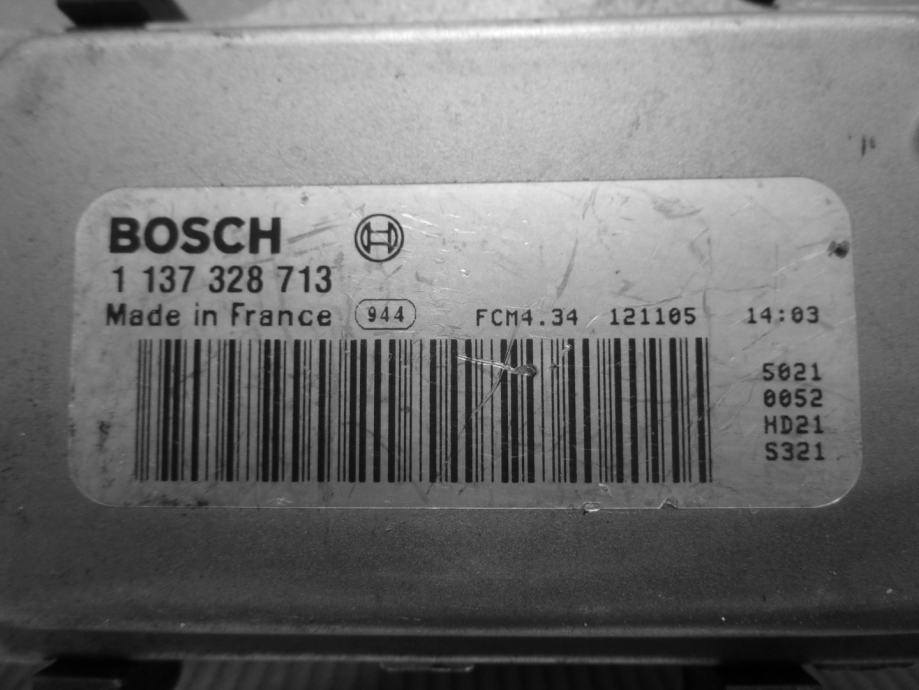 BOSCH
1 137 328 713
Made in France 944 FCM4.34 121105 14:03
5021
0052
HD21
S321